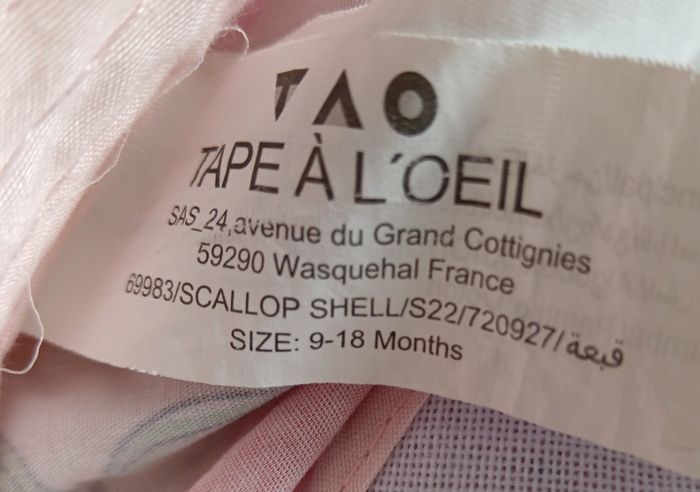 TAO
TAPE À L'OEIL
SAS_24,avenue du Grand Cottignies
59290 Wasquehal France
69983/SCALLOP SHELL/S22/720927/قبعة
SIZE: 9-18 Months